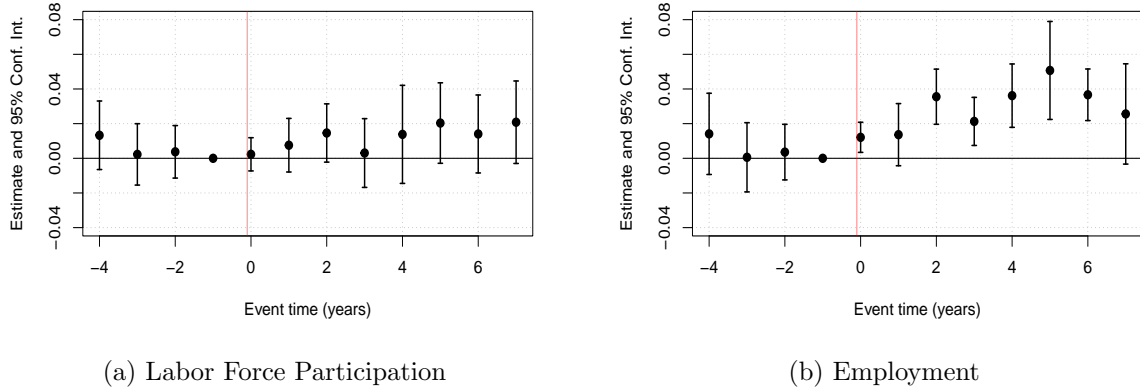 Estimate and 95% Conf. Int.
0.08
0.04
0.00
−0.04
−4 −2 0 2 4 6
Event time (years)
(a) Labor Force Participation
Estimate and 95% Conf. Int.
0.08
0.04
0.00
−0.04
−4 −2 0 2 4 6
Event time (years)
(b) Employment